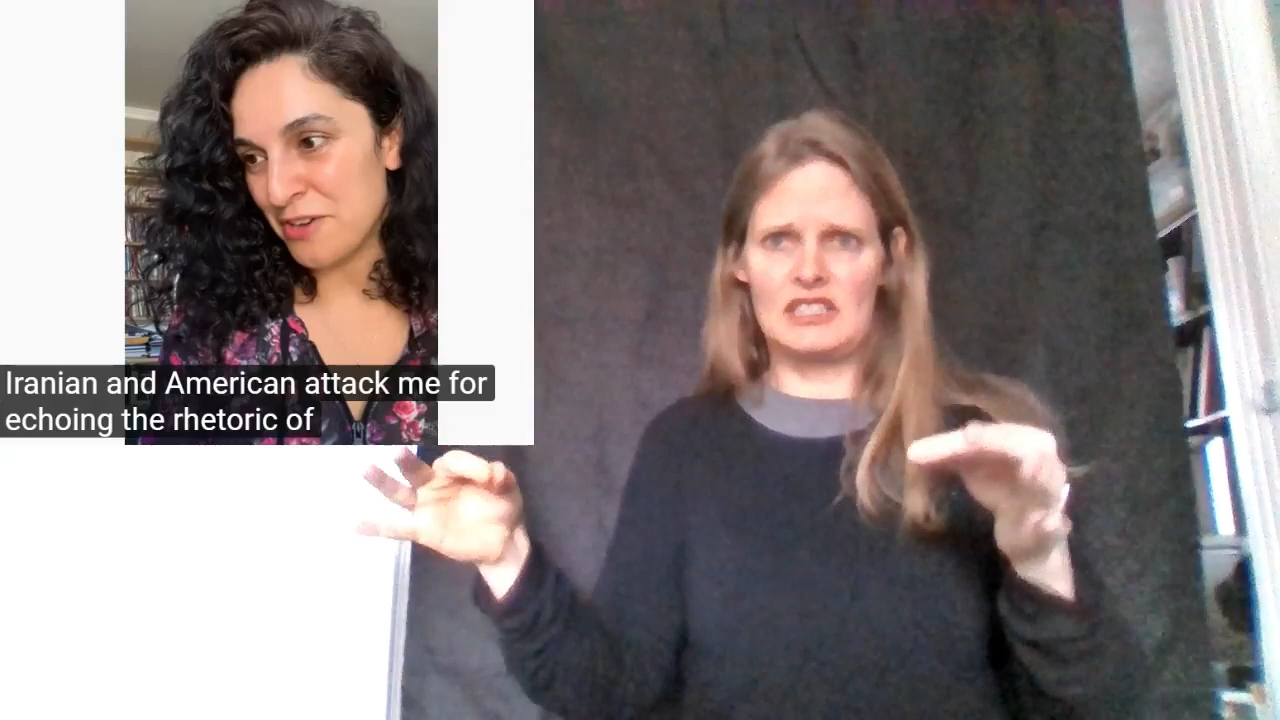 Iranian and American attack me for
echoing the rhetoric of